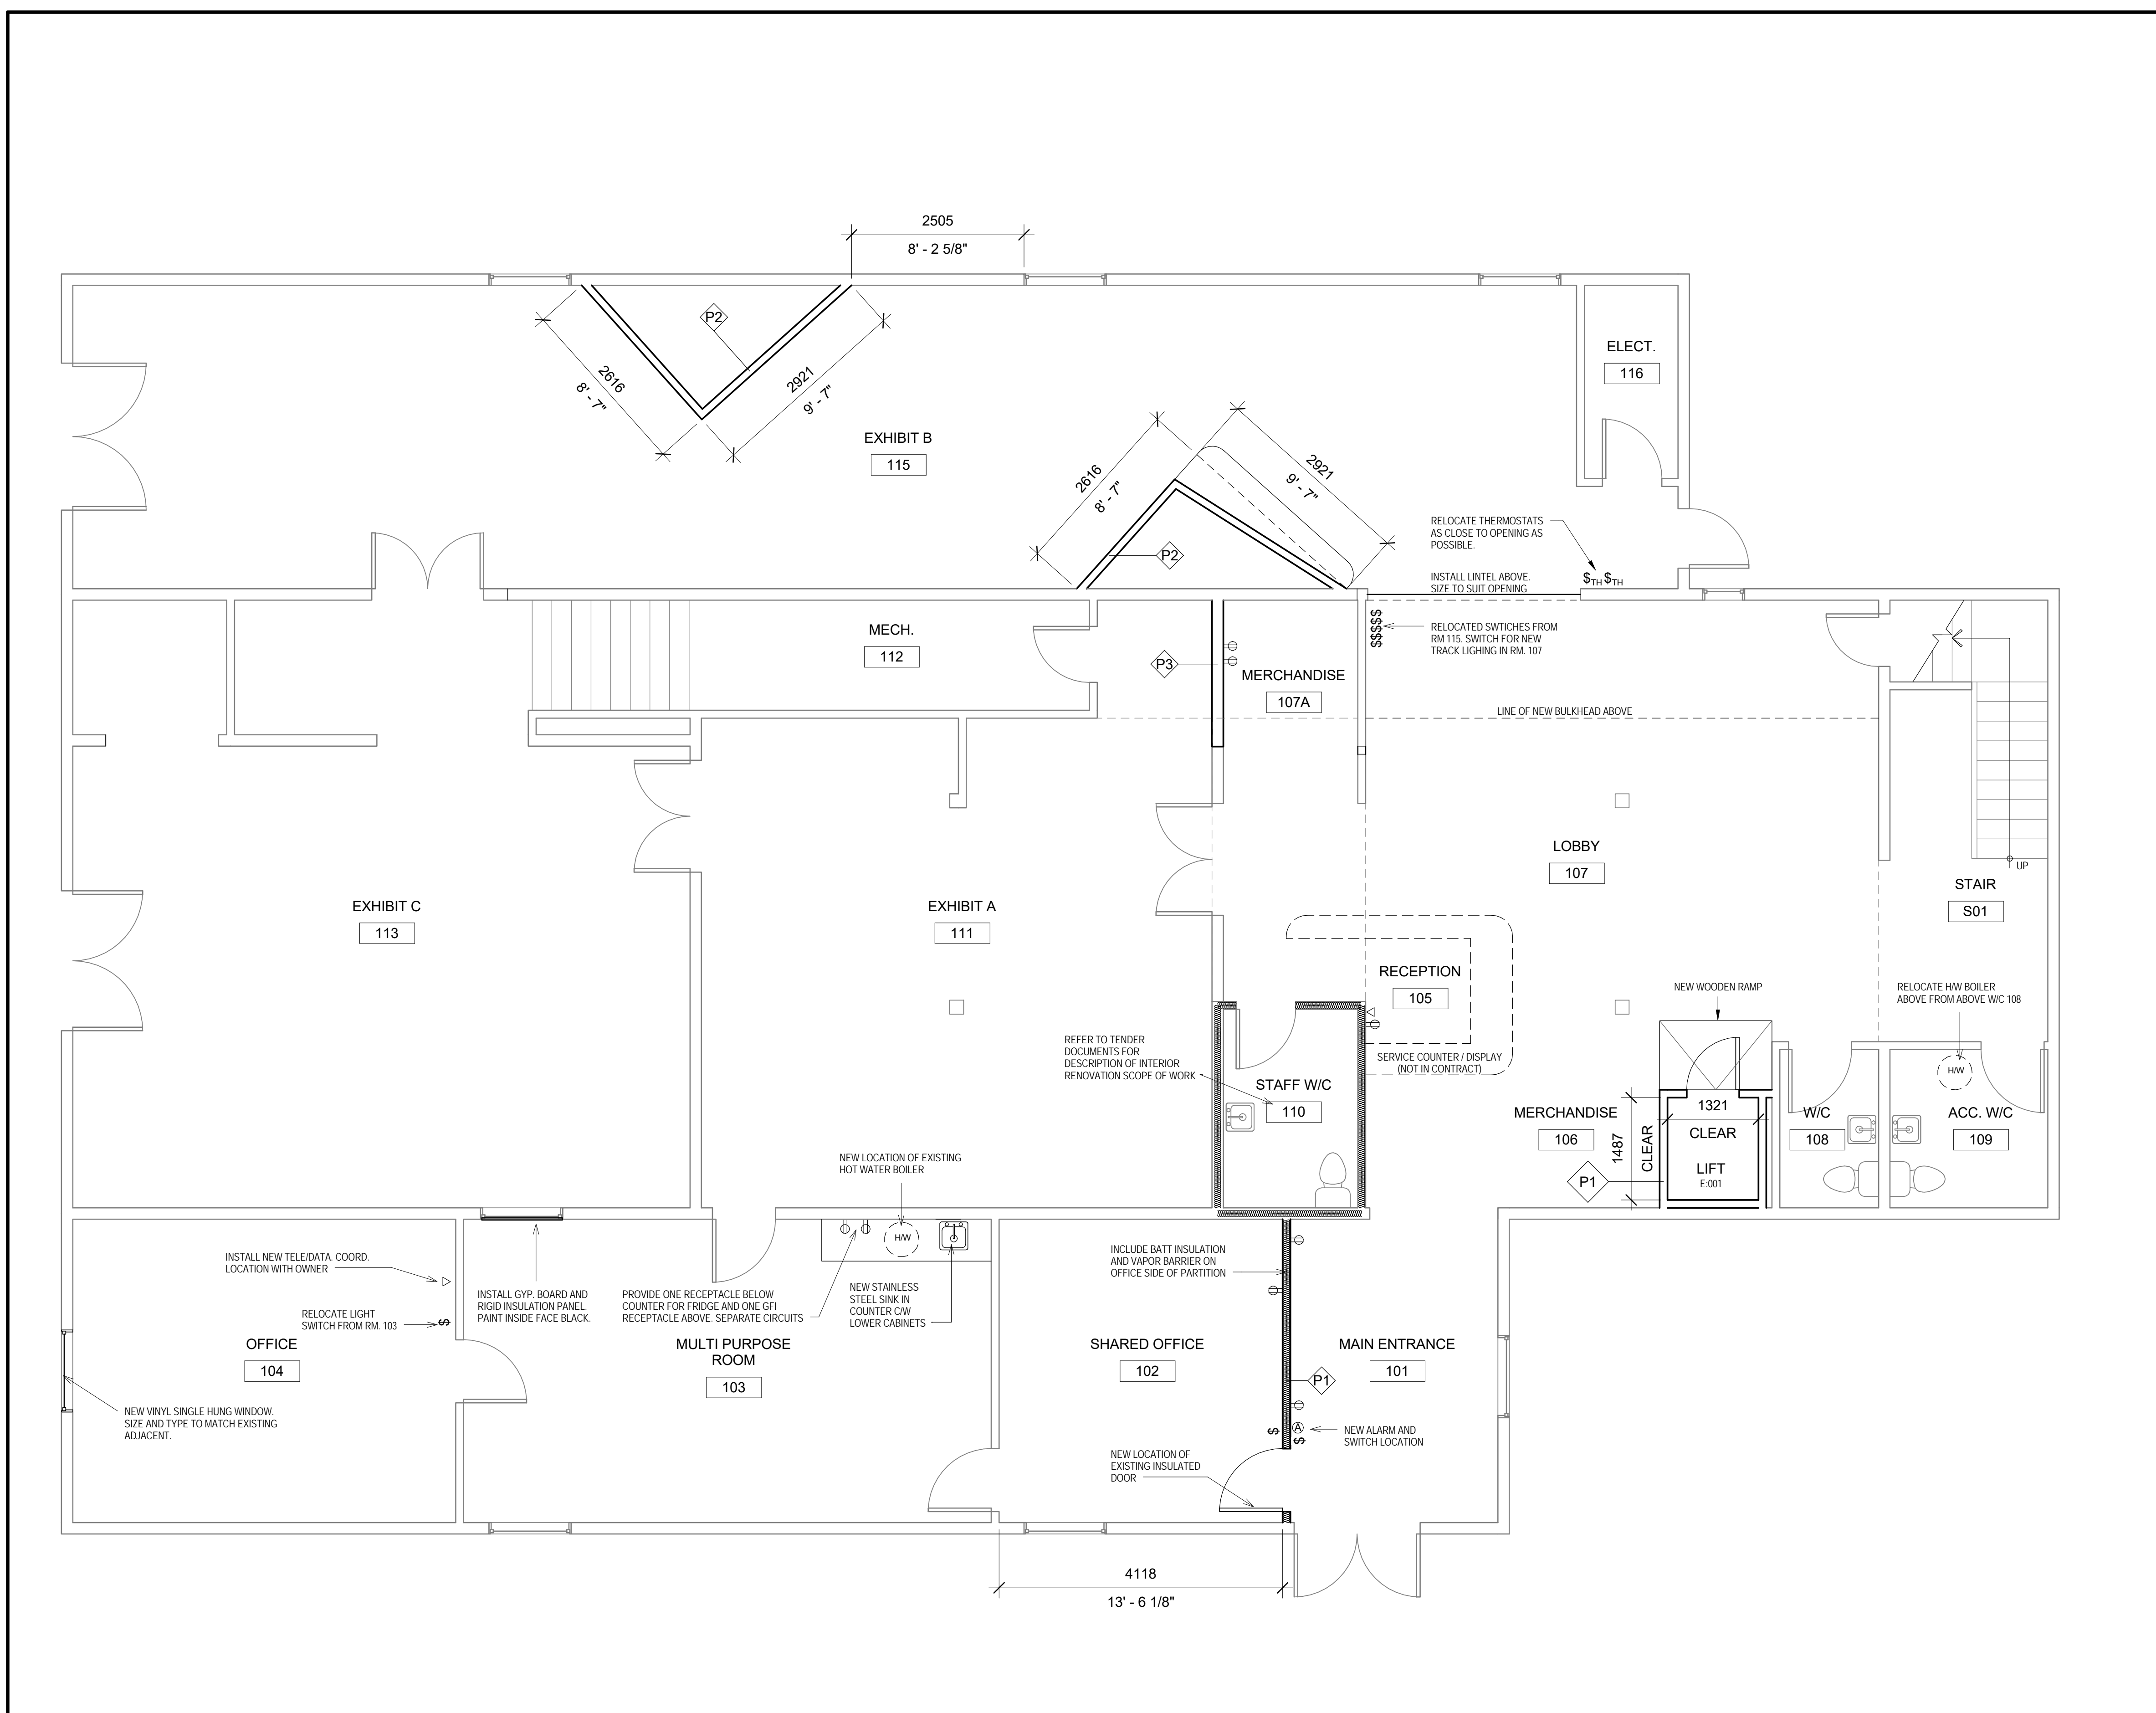 2505
8' - 2 5/8"
P2
2616
8' - 7"
2921
9' - 7"
ELECT.
116
EXHIBIT B
115
2616
8' - 7"
2921
9' - 7"
P2
RELOCATE THERMOSTATS
AS CLOSE TO OPENING AS
POSSIBLE.
INSTALL LINTEL ABOVE.
SIZE TO SUIT OPENING
$TH $TH
MECH.
112
P3
MERCHANDISE
107A
$$$$$
RELOCATED SWTICHES FROM
RM 115. SWITCH FOR NEW
TRACK LIGHING IN RM. 107
LINE OF NEW BULKHEAD ABOVE
LOBBY
107
UP
STAIR
S01
EXHIBIT C
113
EXHIBIT A
111
RECEPTION
105
NEW WOODEN RAMP
RELOCATE H/W BOILER
ABOVE FROM ABOVE W/C 108
REFER TO TENDER
DOCUMENTS FOR
DESCRIPTION OF INTERIOR
RENOVATION SCOPE OF WORK
SERVICE COUNTER / DISPLAY
(NOT IN CONTRACT)
H/W
STAFF W/C
110
MERCHANDISE
106
1487
CLEAR
1321
CLEAR
LIFT
E:001
P1
W/C
108
ACC. W/C
109
NEW LOCATION OF EXISTING
HOT WATER BOILER
H/W
INSTALL NEW TELE/DATA. COORD.
LOCATION WITH OWNER
RELOCATE LIGHT
SWITCH FROM RM. 103
$
INSTALL GYP. BOARD AND
RIGID INSULATION PANEL.
PAINT INSIDE FACE BLACK.
PROVIDE ONE RECEPTACLE BELOW
COUNTER FOR FRIDGE AND ONE GFI
RECEPTACLE ABOVE. SEPARATE CIRCUITS
NEW STAINLESS
STEEL SINK IN
COUNTER C/W
LOWER CABINETS
INCLUDE BATT INSULATION
AND VAPOR BARRIER ON
OFFICE SIDE OF PARTITION
OFFICE
104
MULTI PURPOSE
ROOM
103
SHARED OFFICE
102
MAIN ENTRANCE
101
P1
NEW VINYL SINGLE HUNG WINDOW.
SIZE AND TYPE TO MATCH EXISTING
ADJACENT.
$
A
$
NEW ALARM AND
SWITCH LOCATION
NEW LOCATION OF
EXISTING INSULATED
DOOR
4118
13' - 6 1/8"